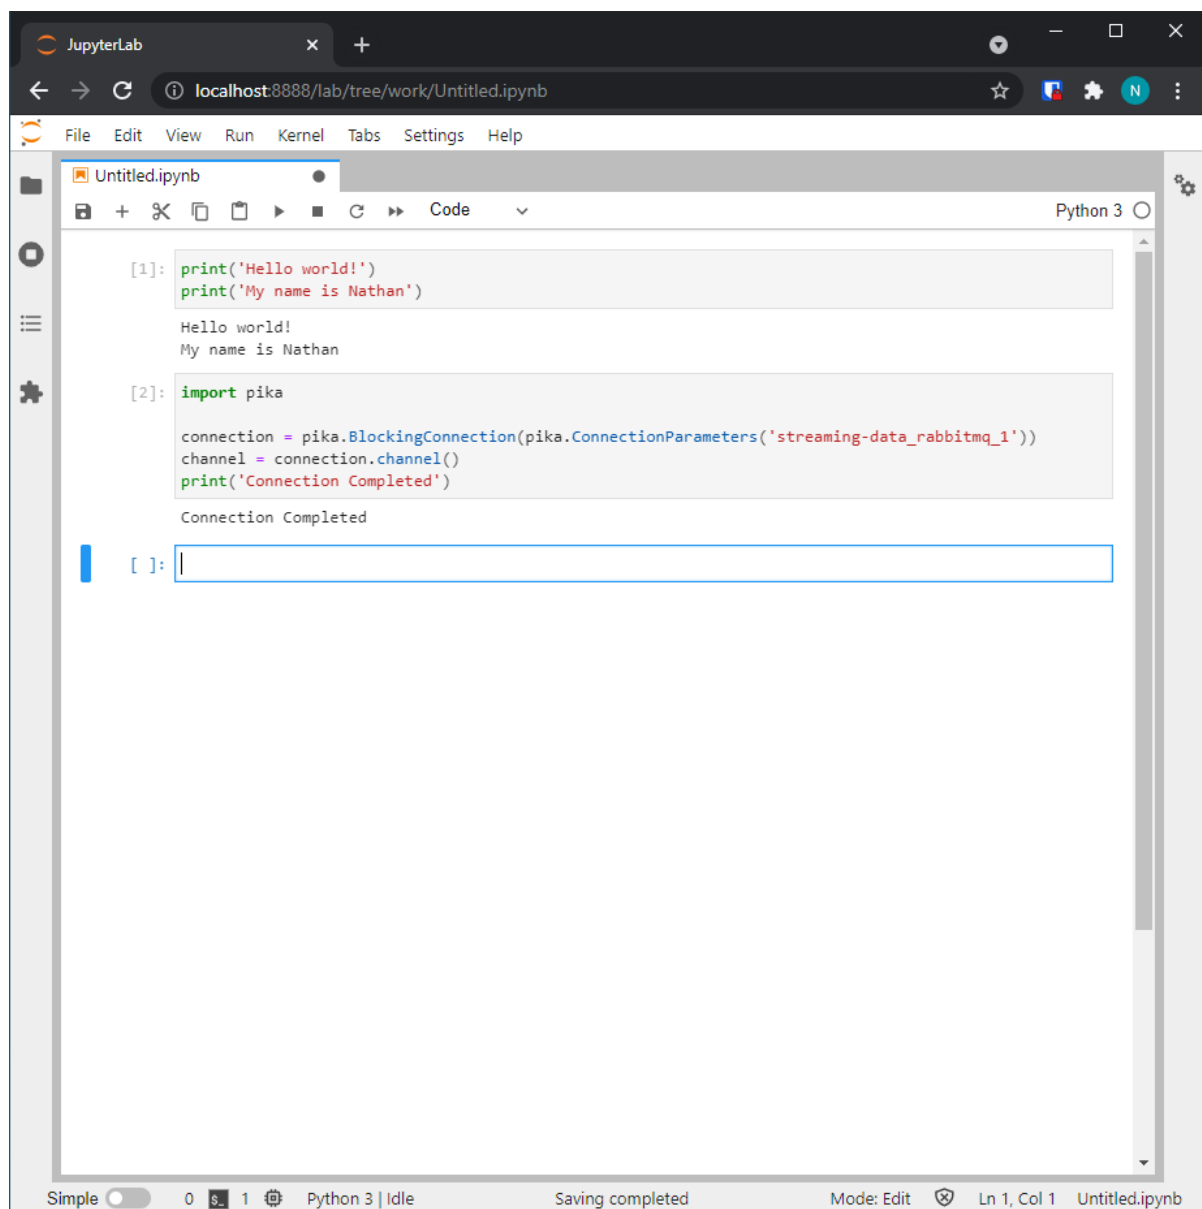 JupyterLab
localhost:8888/lab/tree/work/Untitled.ipynb
N
File Edit View Run Kernel Tabs Settings Help
Untitled.ipynb
Code
Python 3
[1]: print('Hello world!')
print('My name is Nathan')
Hello world!
My name is Nathan
[2]: import pika
connection = pika.BlockingConnection(pika.ConnectionParameters('streaming-data_rabbitmq_1'))
channel = connection.channel()
print('Connection Completed')
Connection Completed
[ ]:
Simple 0 $_ 1 Python 3 | Idle Saving completed Mode: Edit Ln 1, Col 1 Untitled.ipynb